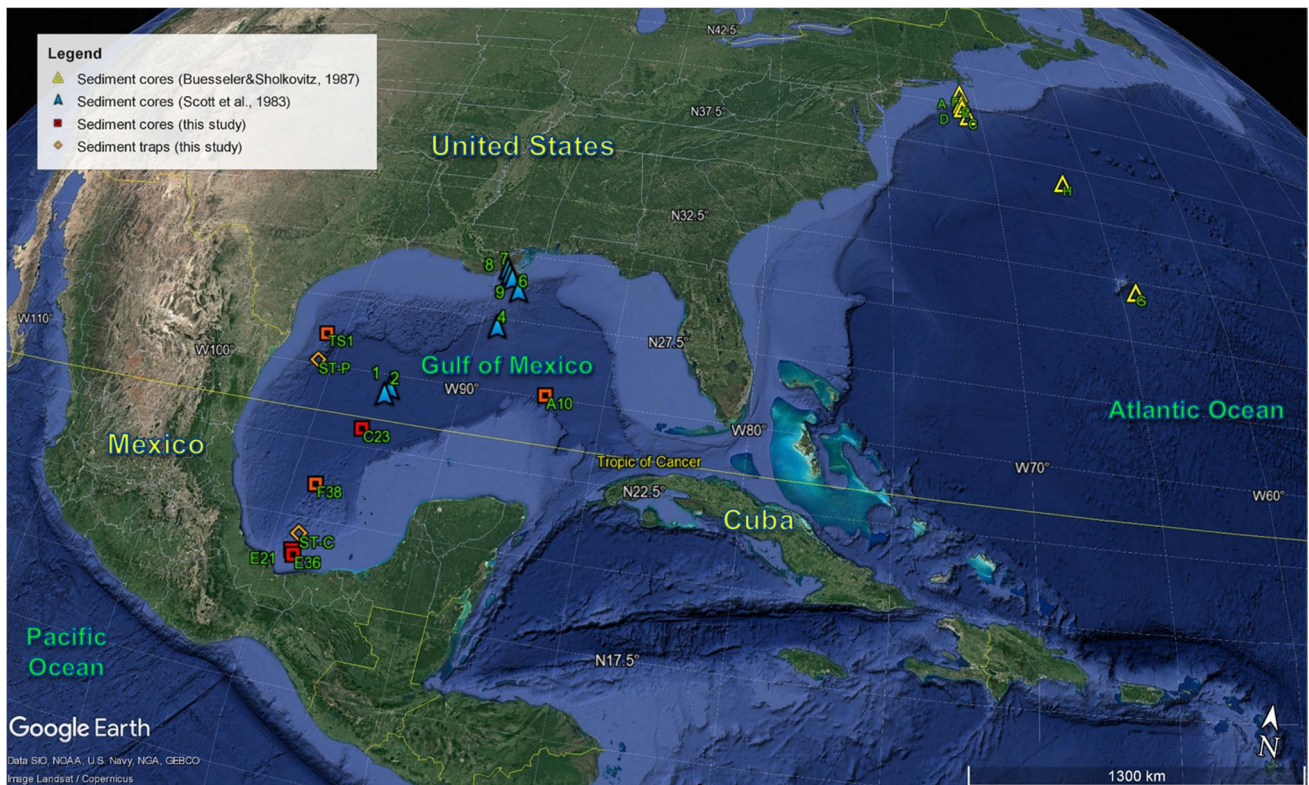 N42.5°
Legend
Sediment cores (Buesseler&Sholkovitz, 1987)
Sediment cores (Scott et al., 1983)
Sediment cores (this study)
Sediment traps (this study)
A
D
C
N37.5°
United States
H
N32.5°
8
7
6
9
G
W110°
4
TS1
W100°
N27.5°
ST-P
Gulf of Mexico
1
2
W90°
A10
Atlantic Ocean
W80°
C23
Mexico
Tropic of Cancer
W70°
F38
N22.5°
W60°
Cuba
ST-C
E21
E36
Pacific
Ocean
N17.5°
Google Earth
N
Data SIO, NOAA, U.S. Navy, NGA, GEBCO
Image Landsat / Copernicus
1300 km